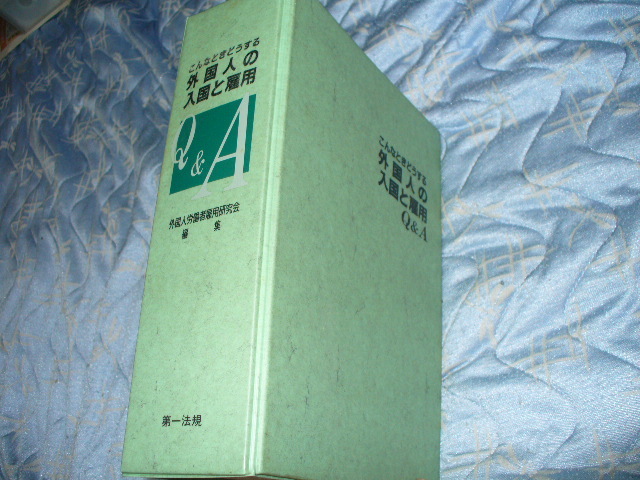 こんなときどうする
外国人の
入国と雇用
Q&A
外国人労働者雇用研究会
編集
第一法規
こんなときどうする
外国人の
入国と雇用
Q&A